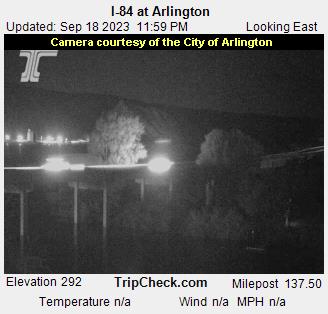 I-84 at Arlington
Updated: Sep 18 2023 11:59 PM Looking East
Camera courtesy of the City of Arlington
Elevation 292 TripCheck.com Milepost 137.50
Temperature n/a Wind n/a MPH n/a